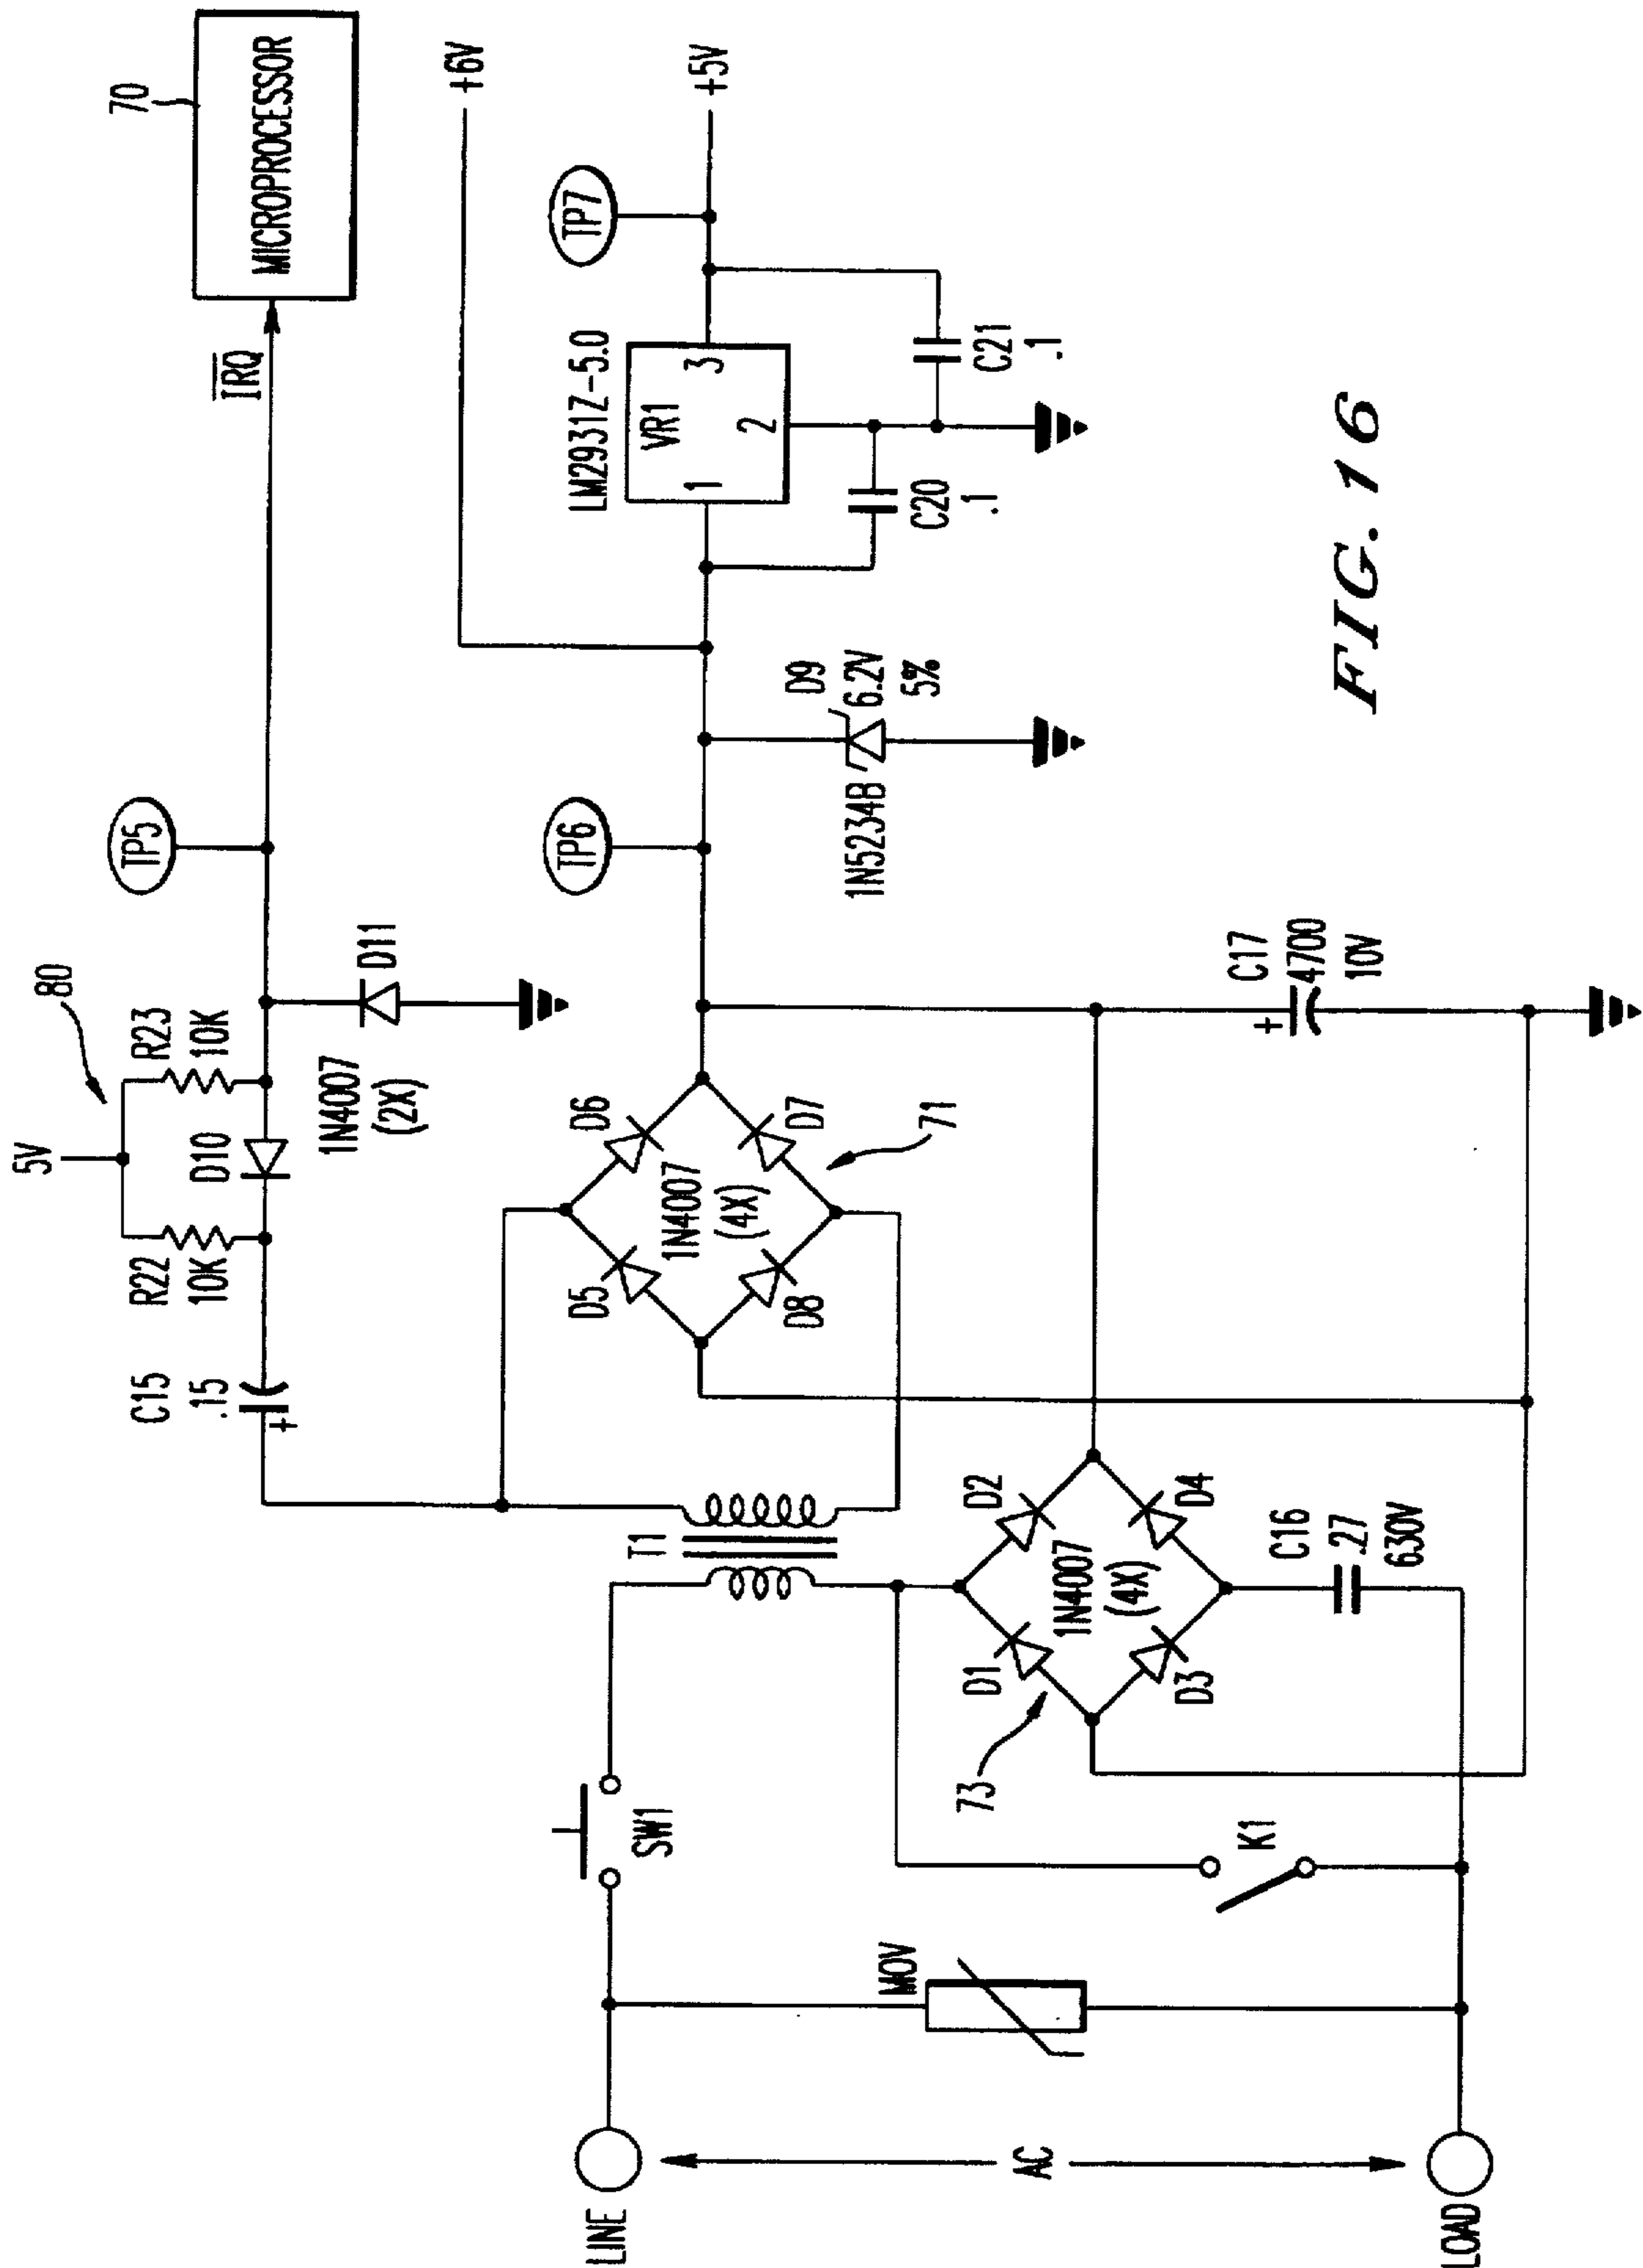 5V
80
R22
10K
D10
R23
10K
C15
.15
+
1N4007
(2X)
D11
TP5
IRQ
70
MICROPROCESSOR
+6V
T1
D5
D6
1N4007
(4X)
D8
D7
71
TP6
D9
6.2V
5%
1N5234B
LM2931Z-5.0
VR1
1
2
3
C20
.1
C21
.1
TP7
+5V
LINE
SW1
MOV
K1
AC
LOAD
73
D1
D2
1N4007
(4X)
D3
D4
C16
.27
630V
C17
+
4700
10V
FIG. 16